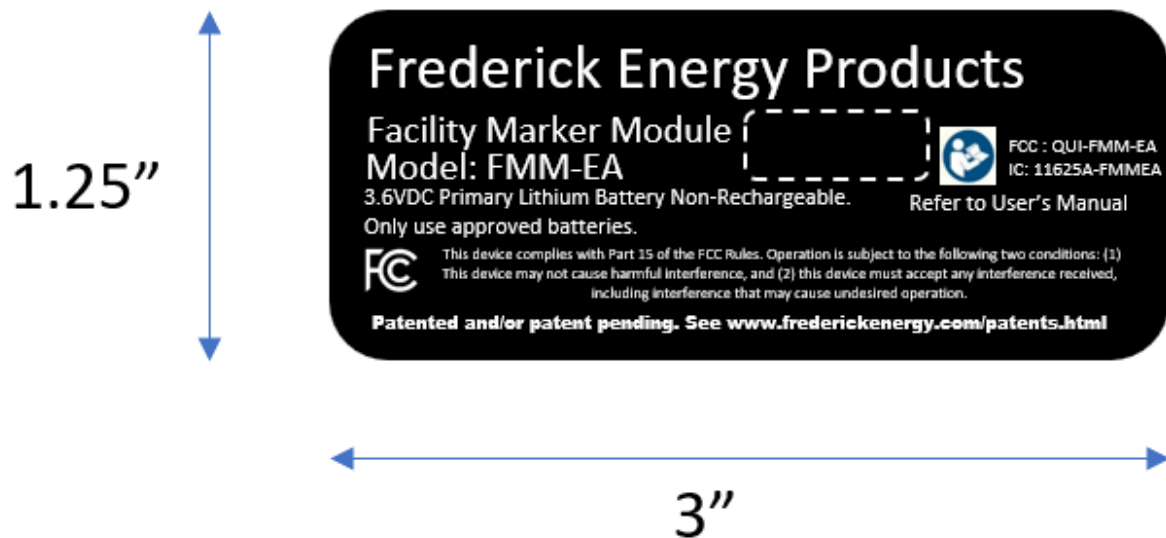 1.25”
Frederick Energy Products
Facility Marker Module
Model: FMM-EA
FCC : QUI-FMM-EA
IC: 11625A-FMMEA
3.6VDC Primary Lithium Battery Non-Rechargeable.
Refer to User’s Manual
Only use approved batteries.
FC
This device complies with Part 15 of the FCC Rules. Operation is subject to the following two conditions: (1)
This device may not cause harmful interference, and (2) this device must accept any interference received,
including interference that may cause undesired operation.
Patented and/or patent pending. See www.frederickenergy.com/patents.html
3”